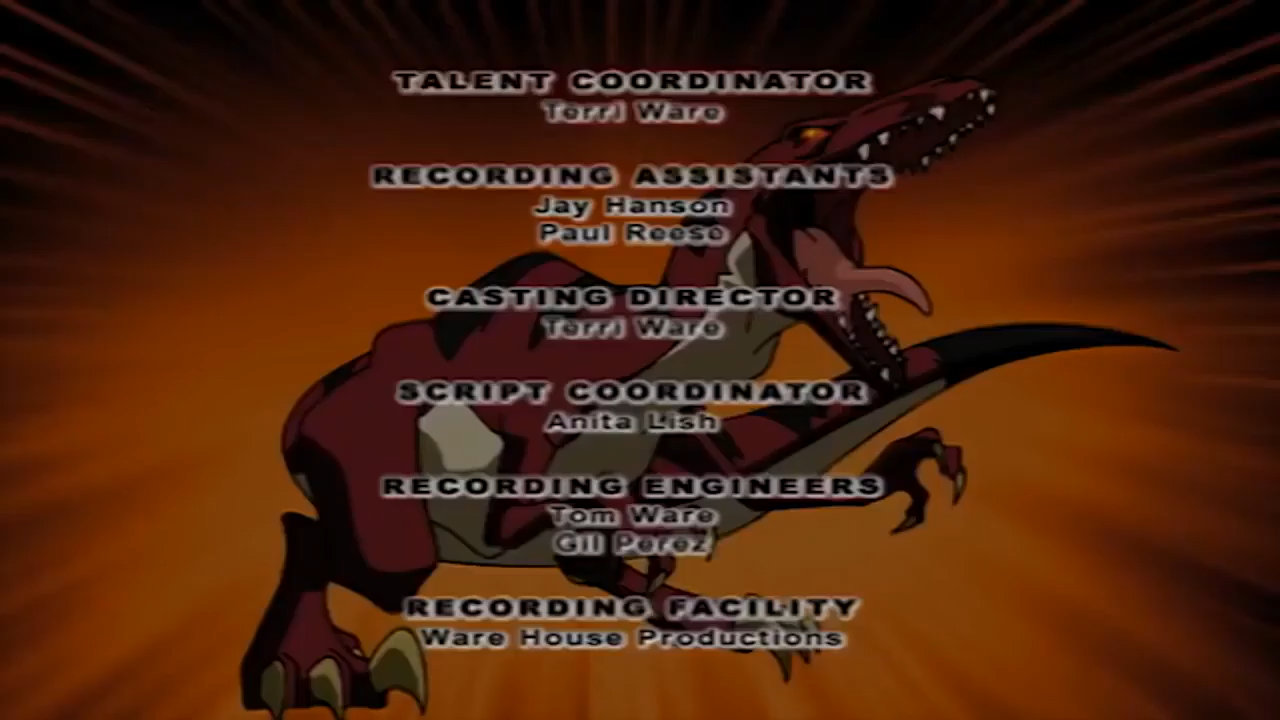 TALENT COORDINATOR
Terri Ware
RECORDING ASSISTANTS
Jay Hanson
Paul Reese
CASTING DIRECTOR
Terri Ware
SCRIPT COORDINATOR
Anita Lish
RECORDING ENGINEERS
Tom Ware
Gil Perez
RECORDING FACILITY
Ware House Productions